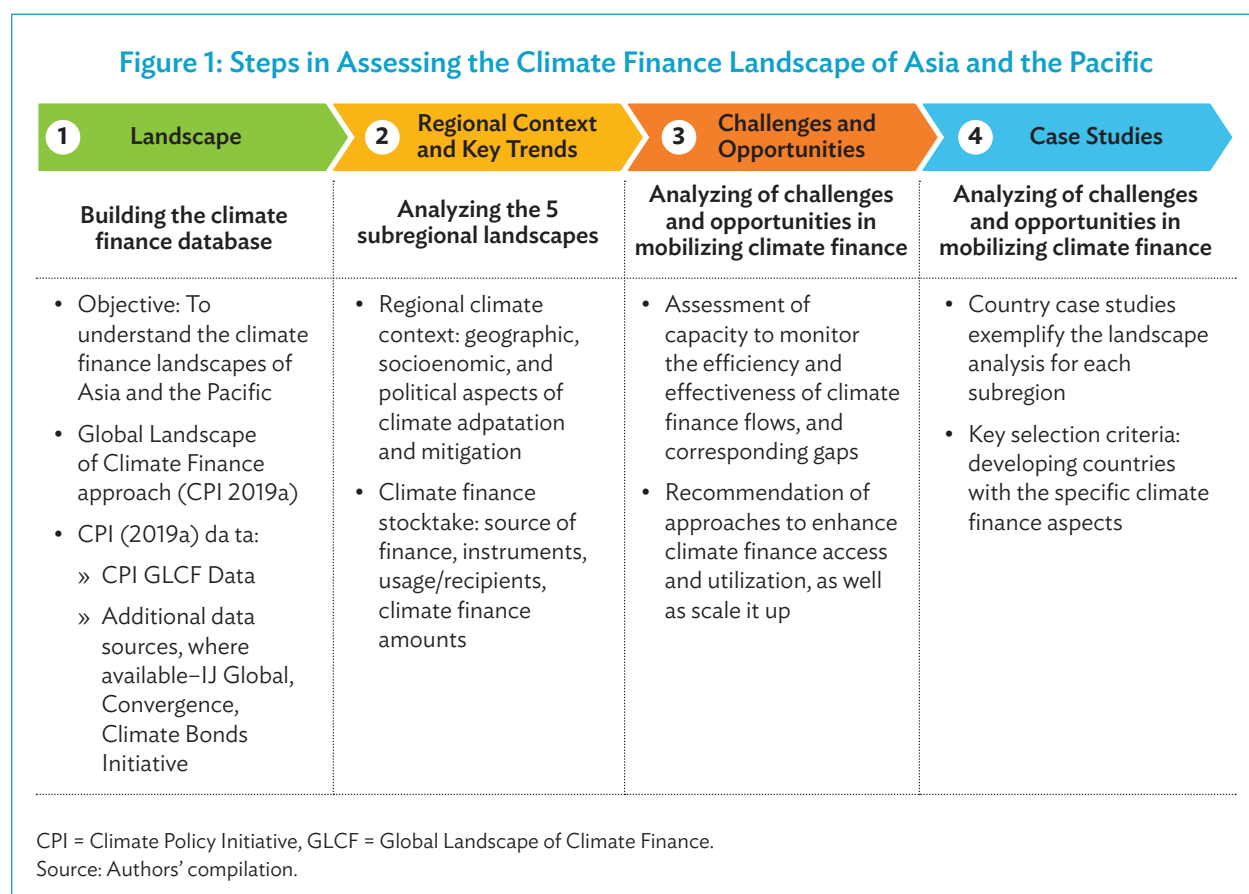 Figure 1: Steps in Assessing the Climate Finance Landscape of Asia and the Pacific
1 Landscape
Building the climate
finance database
• Objective: To
understand the climate
finance landscapes of
Asia and the Pacific
• Global Landscape
of Climate Finance
approach (CPI 2019a)
• CPI (2019a) da ta:
» CPI GLCF Data
» Additional data
sources, where
available–IJ Global,
Convergence,
Climate Bonds
Initiative
2 Regional Context
and Key Trends
Analyzing the 5
subregional landscapes
• Regional climate
context: geographic,
socioenomic, and
political aspects of
climate adpatation
and mitigation
• Climate finance
stocktake: source of
finance, instruments,
usage/recipients,
climate finance
amounts
3 Challenges and
Opportunities
Analyzing of challenges
and opportunities in
mobilizing climate finance
• Assessment of
capacity to monitor
the efficiency and
effectiveness of climate
finance flows, and
corresponding gaps
• Recommendation of
approaches to enhance
climate finance access
and utilization, as well
as scale it up
4 Case Studies
Analyzing of challenges
and opportunities in
mobilizing climate finance
• Country case studies
exemplify the landscape
analysis for each
subregion
• Key selection criteria:
developing countries
with the specific climate
finance aspects
CPI = Climate Policy Initiative, GLCF = Global Landscape of Climate Finance.
Source: Authors' compilation.